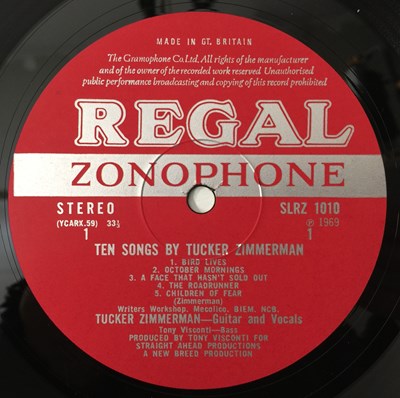 MADE IN GT. BRITAIN
The Gramophone Co. Ltd. All rights of the manufacturer
and of the owner of the recorded work reserved. Unauthorised
public performance broadcasting and copying of this record prohibited
REGAL
ZONOPHONE
STEREO SLRZ 1010
(YCARX.59) 33⅓ ℗ 1969
1 1
TEN SONGS BY TUCKER ZIMMERMAN
1. BIRD LIVES
2. OCTOBER MORNINGS
3. A FACE THAT HASN'T SOLD OUT
4. THE ROADRUNNER
5. CHILDREN OF FEAR
(Zimmerman)
Writers Workshop. Mecolico. BIEM. NCB.
TUCKER ZIMMERMAN—Guitar and Vocals
Tony Visconti—Bass
PRODUCED BY TONY VISCONTI FOR
STRAIGHT AHEAD PRODUCTIONS
A NEW BREED PRODUCTION